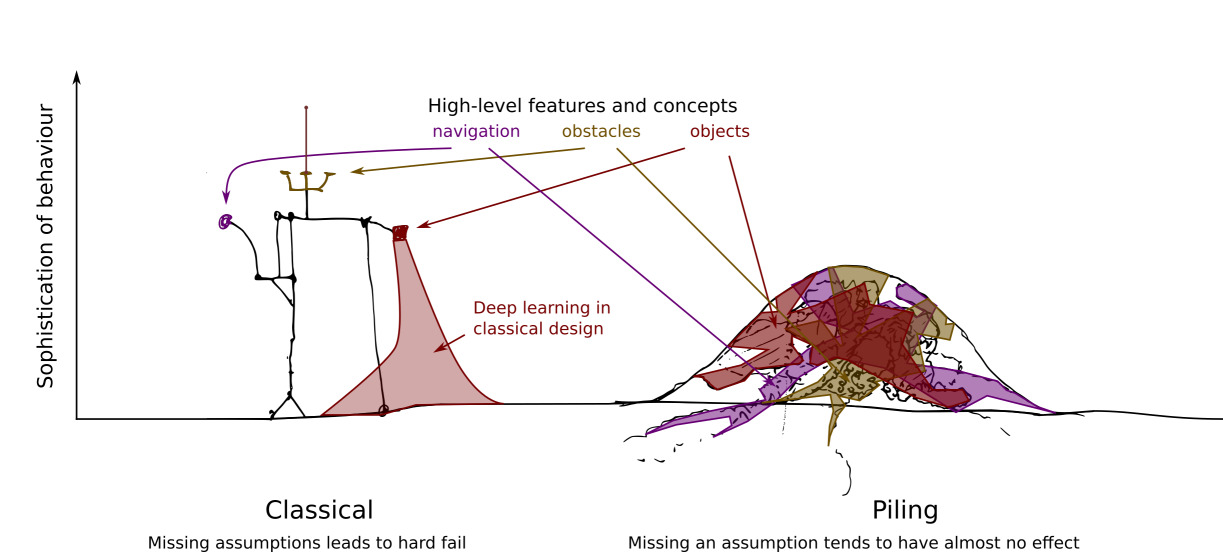 High-level features and concepts
navigation obstacles objects
Sophistication of behaviour
Deep learning in
classical design
Classical
Missing assumptions leads to hard fail
Piling
Missing an assumption tends to have almost no effect